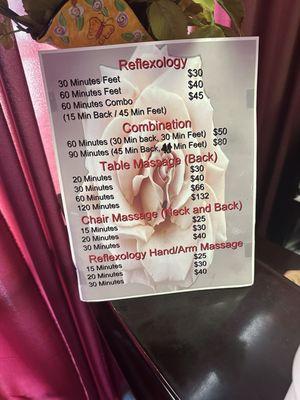 Reflexology
30 Minutes Feet $30
60 Minutes Feet $40
60 Minutes Combo $45
(15 Min Back / 45 Min Feet)
Combination
60 Minutes (30 Min back, 30 Min Feet) $50
90 Minutes (45 Min Back, Min Feet) $80
Table Massage (Back)
20 Minutes $30
30 Minutes $40
60 Minutes $66
120 Minutes $132
Chair Massage (Neck and Back)
15 Minutes $25
20 Minutes $30
30 Minutes $40
Reflexology Hand/Arm Massage
15 Minutes $25
20 Minutes $30
30 Minutes $40